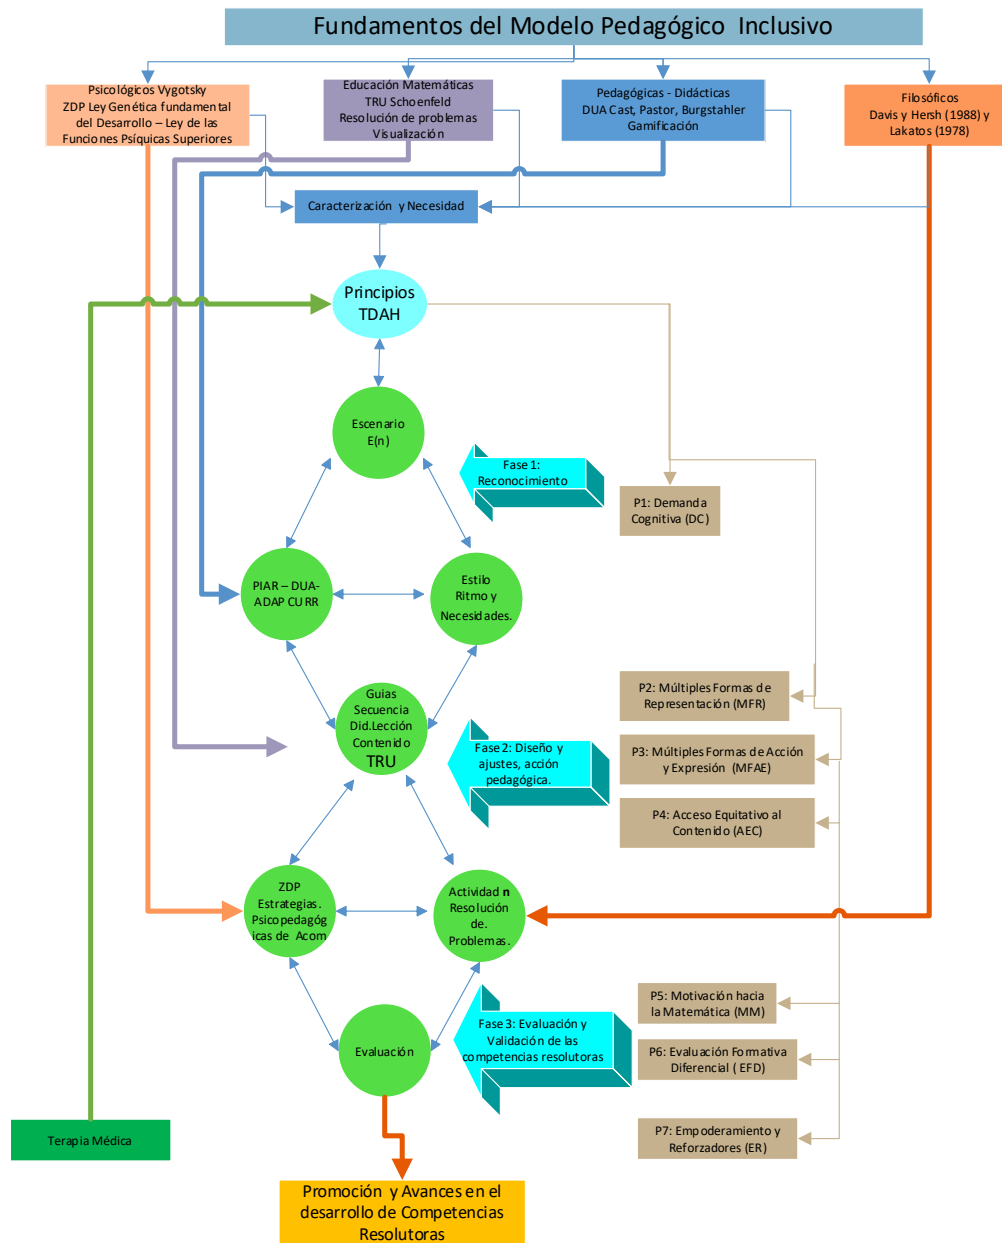 Fundamentos del Modelo Pedagógico Inclusivo
Psicológicos Vygotsky
ZDP Ley Genética fundamental
del Desarrollo – Ley de las
Funciones Psíquicas Superiores
Educación Matemáticas
TRU Schoenfeld
Resolución de problemas
Visualización
Pedagógicas - Didácticas
DUA Cast, Pastor, Burgstahler
Gamificación
Filosóficos
Davis y Hersh (1988) y
Lakatos (1978)
Caracterización y Necesidad
Principios
TDAH
Escenario
E(n)
Fase 1:
Reconocimiento
P1: Demanda
Cognitiva (DC)
PIAR – DUA-
ADAP CURR
Estilo
Ritmo y
Necesidades.
Guias
Secuencia
Did.Lección
Contenido
TRU
Fase 2: Diseño y
ajustes, acción
pedagógica.
P2: Múltiples Formas de
Representación (MFR)
P3: Múltiples Formas de Acción
y Expresión (MFAE)
P4: Acceso Equitativo al
Contenido (AEC)
ZDP
Estrategias.
Psicopedagóg
icas de Acom
Actividad n
Resolución
de.
Problemas.
P5: Motivación hacia
la Matemática (MM)
Evaluación
Fase 3: Evaluación y
Validación de las
competencias resolutoras
P6: Evaluación Formativa
Diferencial ( EFD)
P7: Empoderamiento y
Reforzadores (ER)
Terapia Médica
Promoción y Avances en el
desarrollo de Competencias
Resolutoras